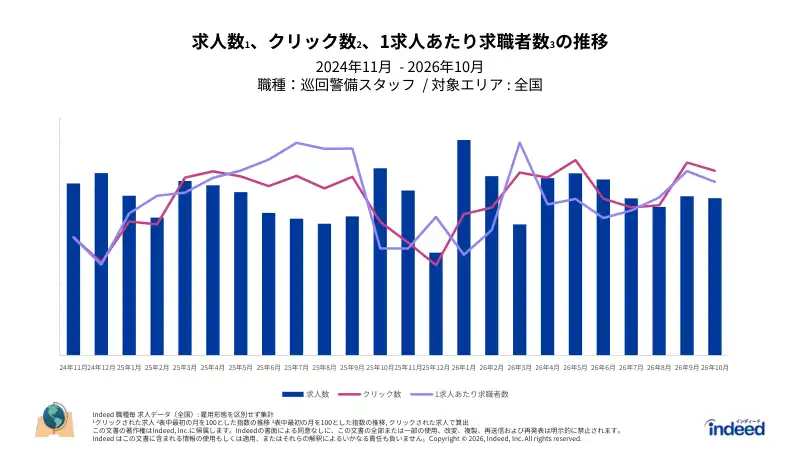 求人数1、クリック数2、1求人あたり求職者数3の推移
2024年11月 - 2026年10月
職種：巡回警備スタッフ / 対象エリア : 全国
24年11月 24年12月 25年1月 25年2月 25年3月 25年4月 25年5月 25年6月 25年7月 25年8月 25年9月 25年10月 25年11月 25年12月 26年1月 26年2月 26年3月 26年4月 26年5月 26年6月 26年7月 26年8月 26年9月 26年10月
求人数 クリック数 1求人あたり求職者数
Indeed 職種毎 求人データ（全国）: 雇用形態を区別せず集計
¹クリックされた求人 ²表中最初の月を100とした指数の推移 ³表中最初の月を100とした指数の推移, クリックされた求人で算出
この文書の著作権はIndeed, Inc.に帰属します。Indeedの書面による同意なしに、この文書の全部または一部の使用、改変、複製、再送信および再発表は明示的に禁止されます。
Indeed はこの文書に含まれる情報の使用もしくは適用、またはそれらの解釈によるいかなる責任も負いません。Copyright © 2026, Indeed, Inc. All rights reserved.
インディード
indeed